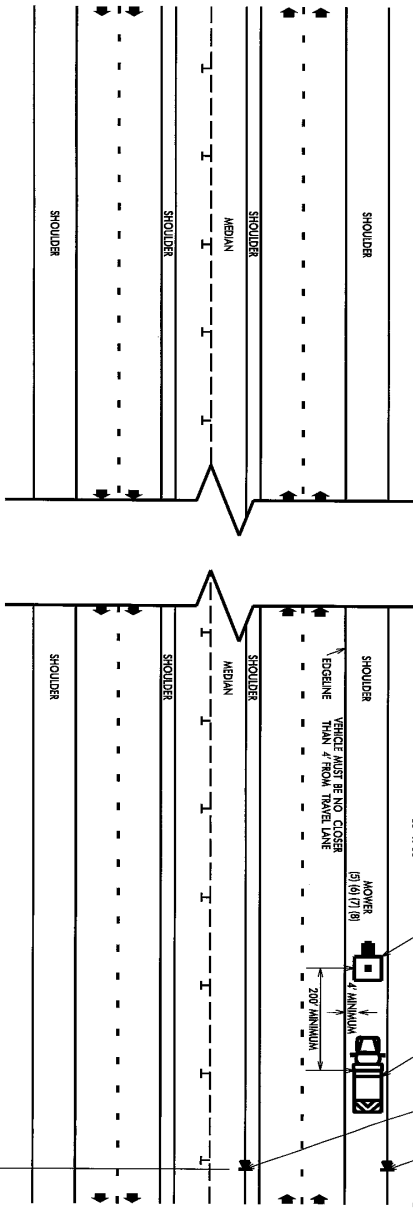 SHOULDER
SHOULDER
MOWER
(5) (6) (7) (8)
4' MINIMUM
EDGELINE
VEHICLE MUST BE NO CLOSER
THAN 4' FROM TRAVEL LANE
200' MINIMUM
SHOULDER
SHOULDER
MEDIAN
MEDIAN
SHOULDER
SHOULDER
SHOULDER
SHOULDER